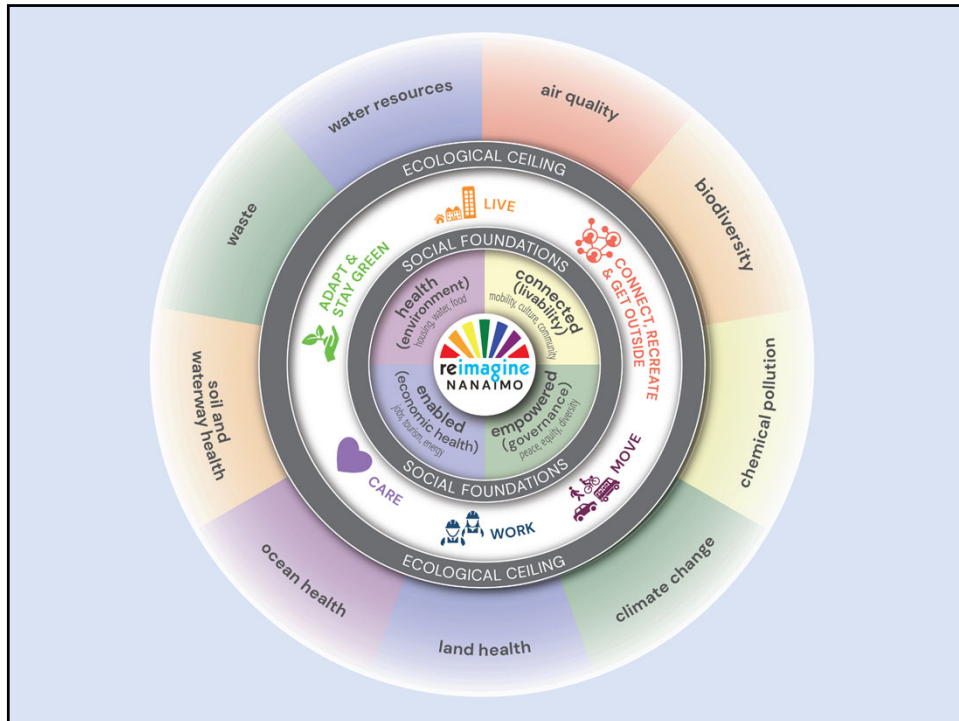 water resources
air quality
biodiversity
chemical pollution
climate change
land health
ocean health
soil and
waterway health
waste
ECOLOGICAL CEILING
LIVE
CONNECT, RECREATE
& GET OUTSIDE
MOVE
WORK
CARE
ADAPT &
STAY GREEN
ECOLOGICAL CEILING
SOCIAL FOUNDATIONS
health
(environment)
housing, water, food
connected
(livability)
mobility, culture, community
reimagine
NANAIMO
enabled
(economic health)
jobs, tourism, energy
empowered
(governance)
peace, equity, diversity
SOCIAL FOUNDATIONS